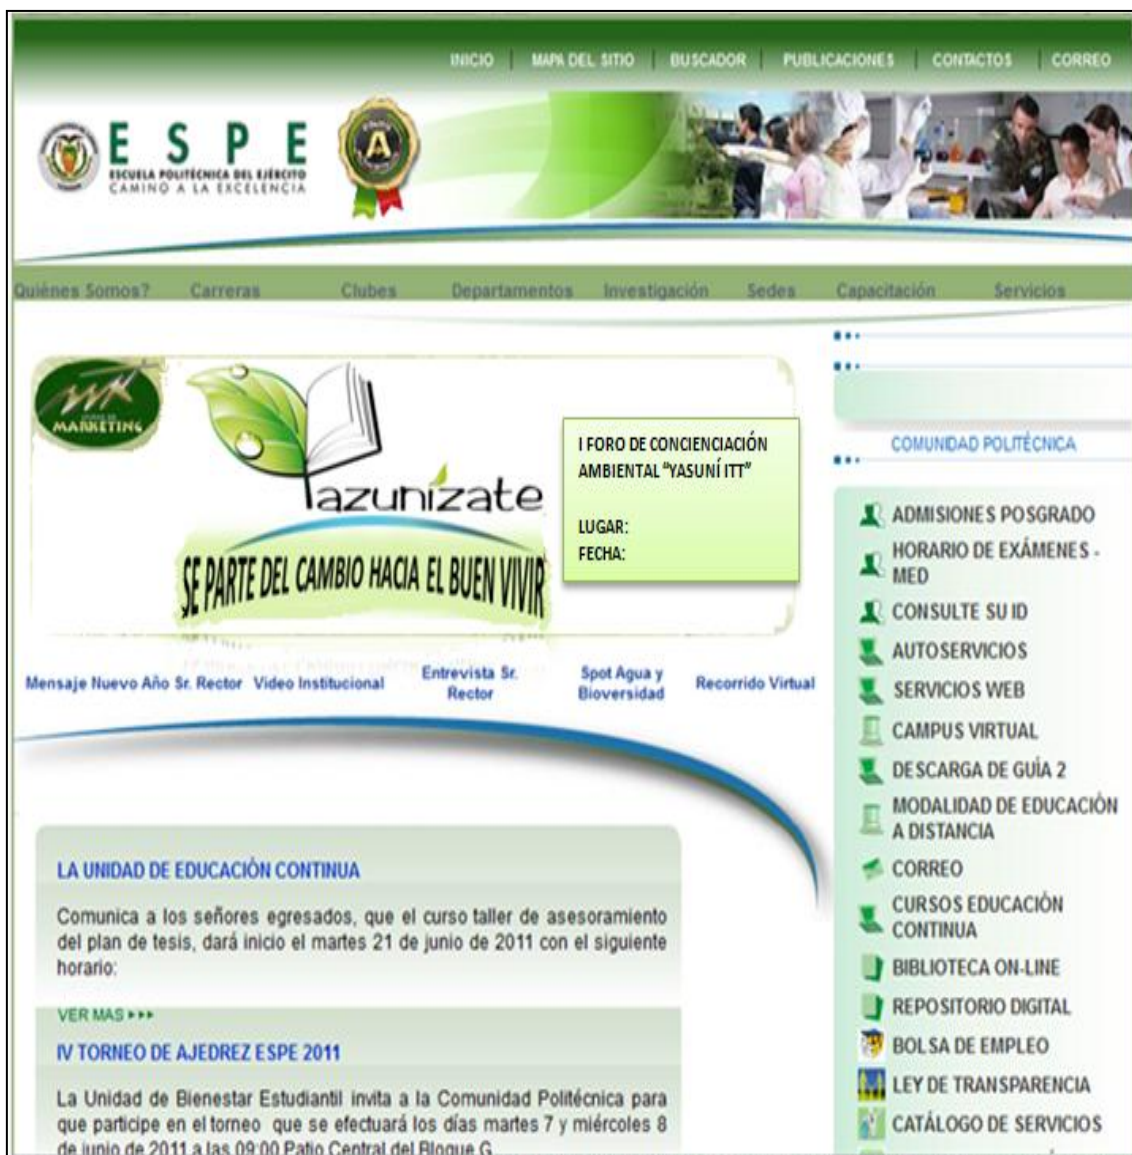 INICIO | MAPA DEL SITIO | BUSCADOR | PUBLICACIONES | CONTACTOS | CORREO
ESPE
ESCUELA POLITÉCNICA DEL EJÉRCITO
CAMINO A LA EXCELENCIA
A
Quiénes Somos? Carreras Clubes Departamentos Investigación Sedes Capacitación Servicios
MARKETING
Yazunízate
SE PARTE DEL CAMBIO HACIA EL BUEN VIVIR
I FORO DE CONCIENCIACIÓN
AMBIENTAL “YASUNÍ ITT”
LUGAR:
FECHA:
Mensaje Nuevo Año Sr. Rector Video Institucional Entrevista Sr. Rector Spot Agua y Bioversidad Recorrido Virtual
LA UNIDAD DE EDUCACIÓN CONTINUA
Comunica a los señores egresados, que el curso taller de asesoramiento
del plan de tesis, dará inicio el martes 21 de junio de 2011 con el siguiente
horario:
VER MAS
IV TORNEO DE AJEDREZ ESPE 2011
La Unidad de Bienestar Estudiantil invita a la Comunidad Politécnica para
que participe en el torneo que se efectuará los días martes 7 y miércoles 8
de junio de 2011 a las 09:00 Patio Central del Bloque G
COMUNIDAD POLITÉCNICA
ADMISIONES POSGRADO
HORARIO DE EXÁMENES -
MED
CONSULTE SU ID
AUTOSERVICIOS
SERVICIOS WEB
CAMPUS VIRTUAL
DESCARGA DE GUÍA 2
MODALIDAD DE EDUCACIÓN
A DISTANCIA
CORREO
CURSOS EDUCACIÓN
CONTINUA
BIBLIOTECA ON-LINE
REPOSITORIO DIGITAL
BOLSA DE EMPLEO
LEY DE TRANSPARENCIA
CATÁLOGO DE SERVICIOS